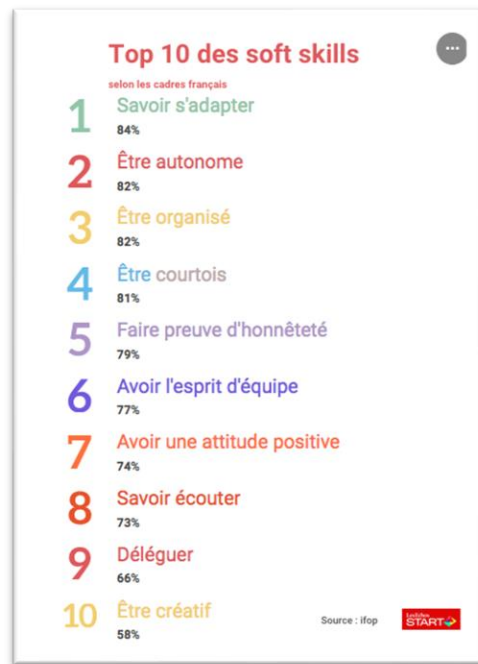 Top 10 des soft skills
selon les cadres français
1 Savoir s'adapter
84%
2 Être autonome
82%
3 Être organisé
82%
4 Être courtois
81%
5 Faire preuve d'honnêteté
79%
6 Avoir l'esprit d'équipe
77%
7 Avoir une attitude positive
74%
8 Savoir écouter
73%
9 Déléguer
66%
10 Être créatif
58%
Source : ifop
Les Echos
START